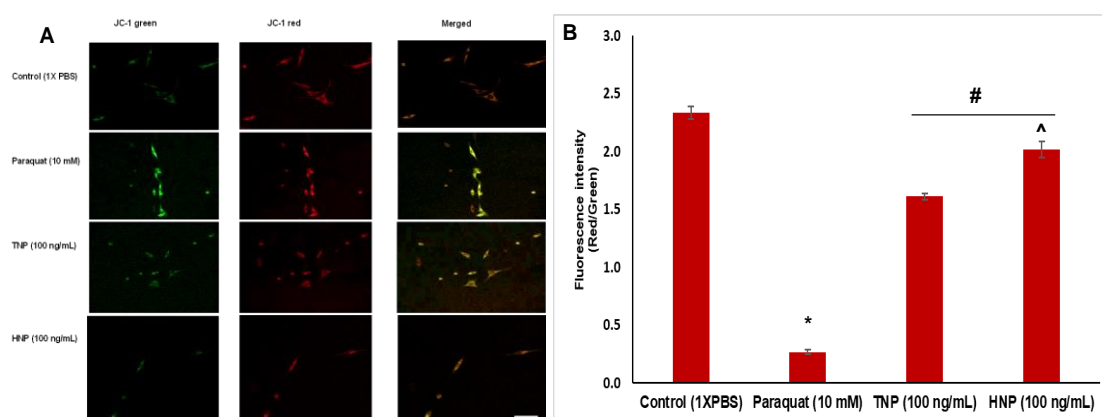 A
JC-1 green
JC-1 red
Merged
Control (1X PBS)
Paraquat (10 mM)
TNP (100 ng/mL)
HNP (100 ng/mL)
B
3.0
2.5
2.0
1.5
1.0
0.5
0.0
Fluorescence intensity
(Red/Green)
*
#
^
Control (1XPBS)
Paraquat (10 mM)
TNP (100 ng/mL)
HNP (100 ng/mL)